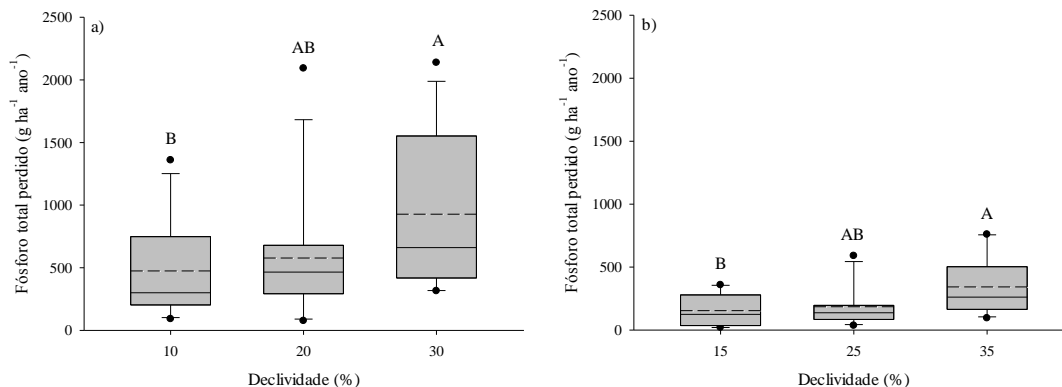 a)
Fósforo total perdido (g ha⁻¹ ano⁻¹)
2500
2000
1500
1000
500
0
B
AB
A
10
20
30
Declividade (%)
b)
Fósforo total perdido (g ha⁻¹ ano⁻¹)
2500
2000
1500
1000
500
0
B
AB
A
15
25
35
Declividade (%)